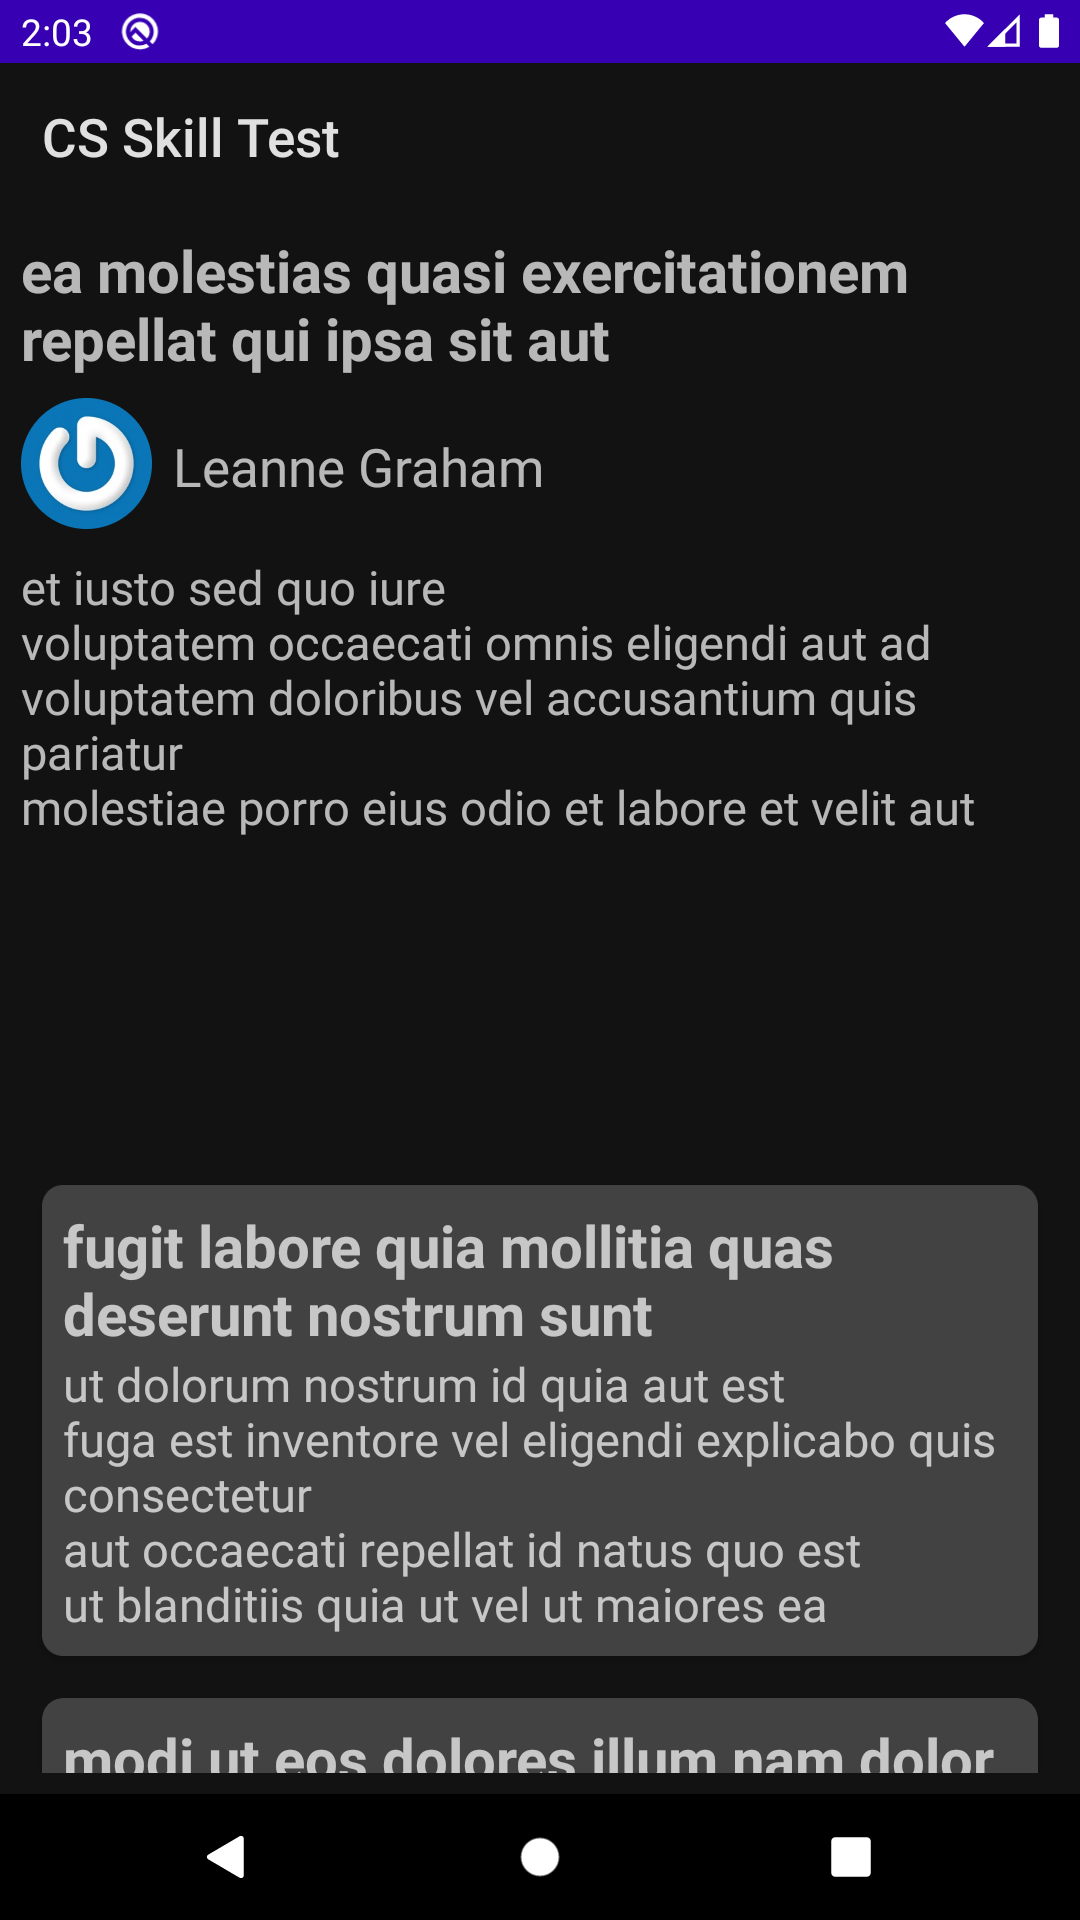 2:03
CS Skill Test
ea molestias quasi exercitationem
repellat qui ipsa sit aut
Leanne Graham
et iusto sed quo iure
voluptatem occaecati omnis eligendi aut ad
voluptatem doloribus vel accusantium quis
pariatur
molestiae porro eius odio et labore et velit aut
fugit labore quia mollitia quas
deserunt nostrum sunt
ut dolorum nostrum id quia aut est
fuga est inventore vel eligendi explicabo quis
consectetur
aut occaecati repellat id natus quo est
ut blanditiis quia ut vel ut maiores ea
modi ut eos dolores illum nam dolor